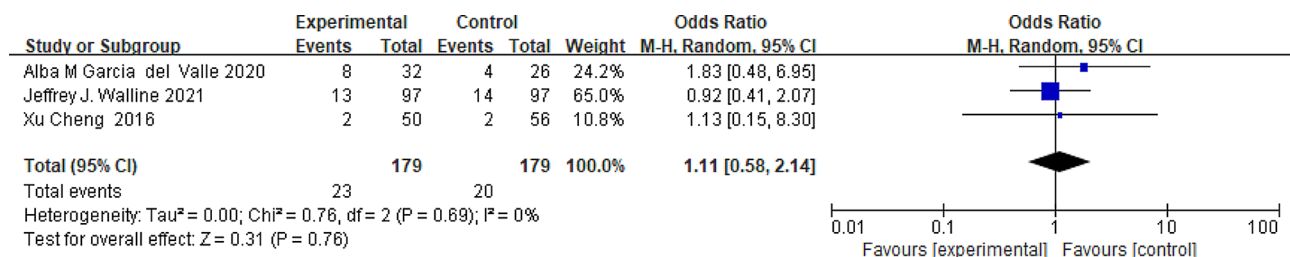 Experimental Control Odds Ratio Odds Ratio
Study or Subgroup Events Total Events Total Weight M-H, Random, 95% CI M-H, Random, 95% CI
Alba M Garcia del Valle 2020 8 32 4 26 24.2% 1.83 [0.48, 6.95]
Jeffrey J. Walline 2021 13 97 14 97 65.0% 0.92 [0.41, 2.07]
Xu Cheng 2016 2 50 2 56 10.8% 1.13 [0.15, 8.30]
Total (95% CI) 179 179 100.0% 1.11 [0.58, 2.14]
Total events 23 20
Heterogeneity: Tau² = 0.00; Chi² = 0.76, df = 2 (P = 0.69); I² = 0%
Test for overall effect: Z = 0.31 (P = 0.76)
0.01 0.1 1 10 100
Favours [experimental] Favours [control]